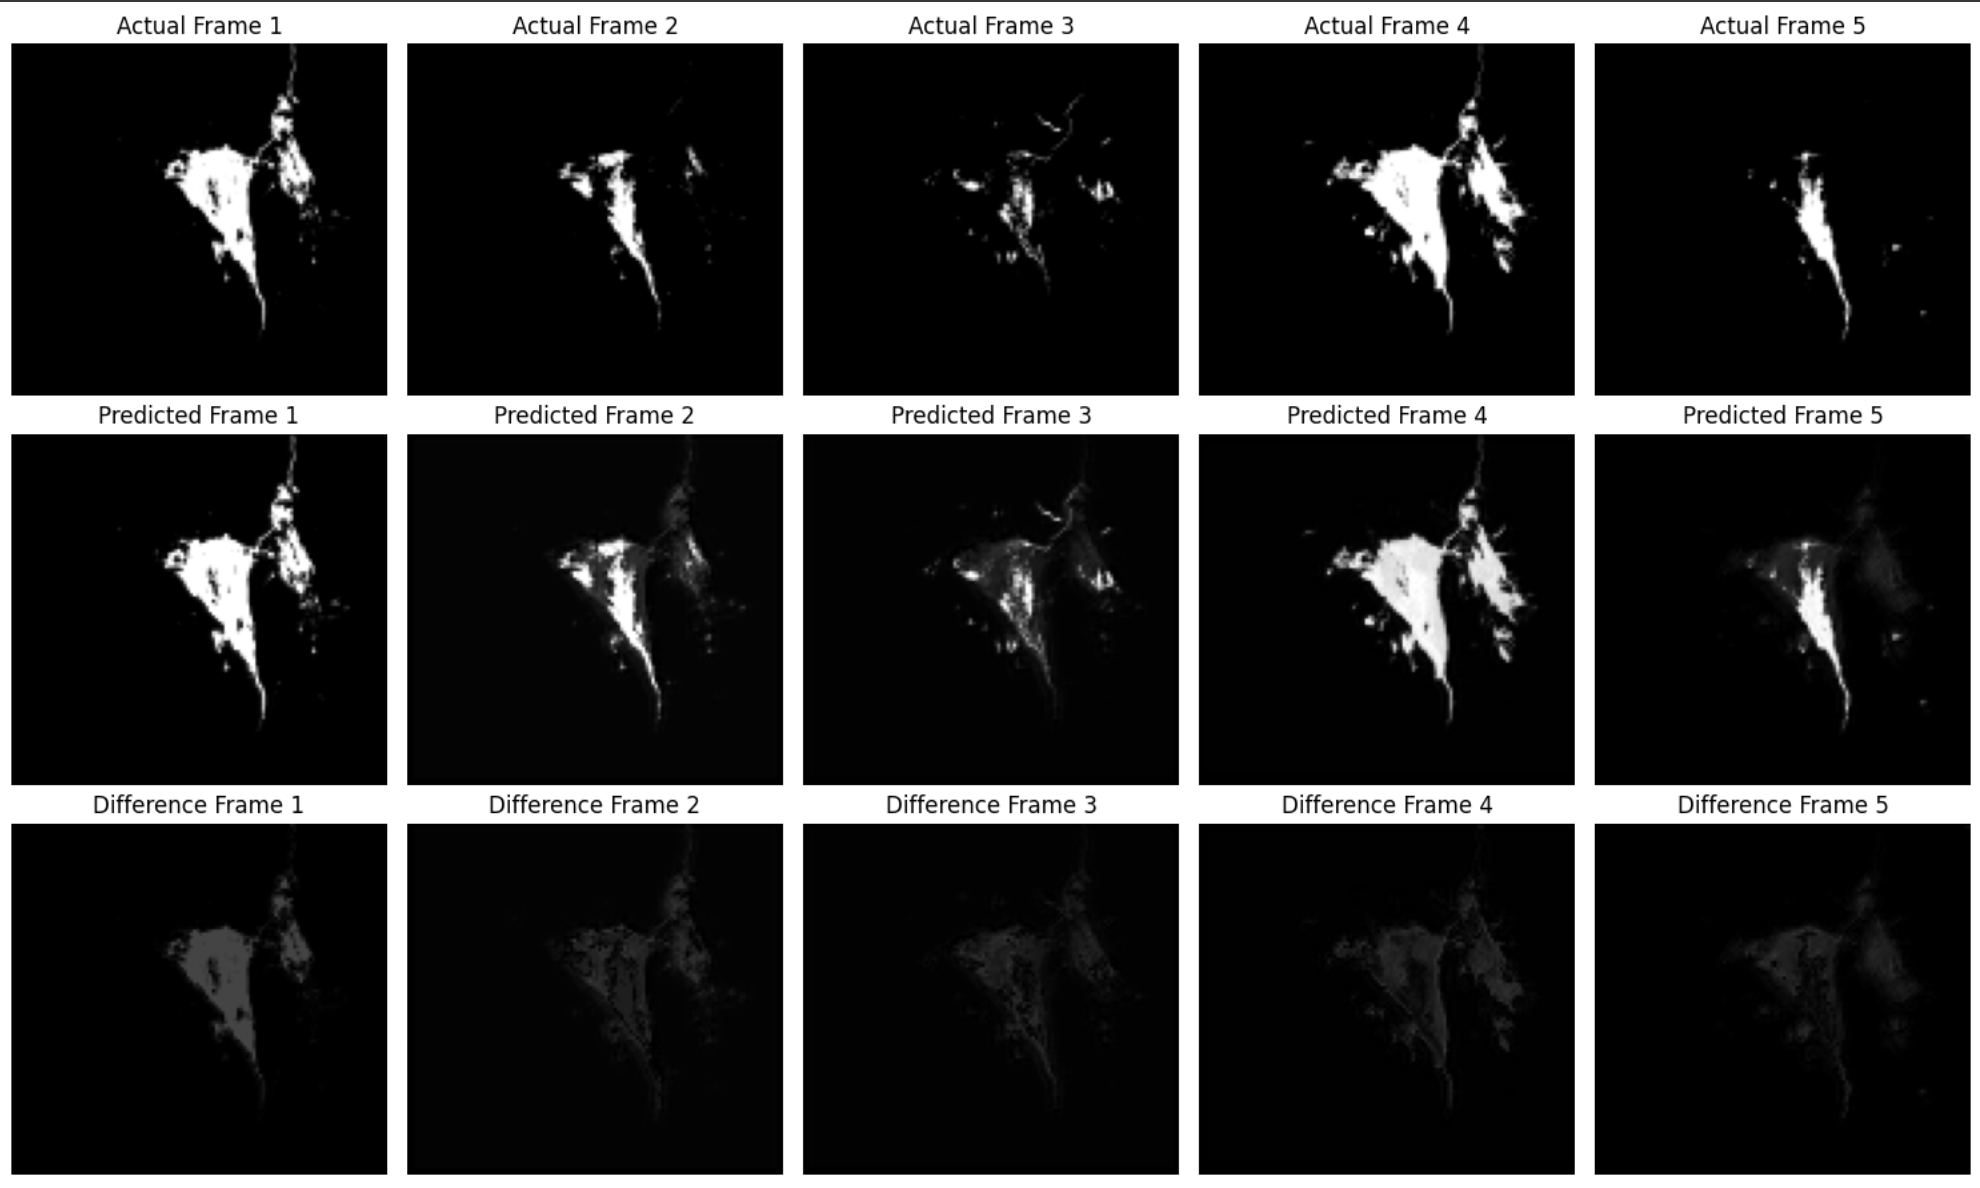 Actual Frame 1
Actual Frame 2
Actual Frame 3
Actual Frame 4
Actual Frame 5
Predicted Frame 1
Predicted Frame 2
Predicted Frame 3
Predicted Frame 4
Predicted Frame 5
Difference Frame 1
Difference Frame 2
Difference Frame 3
Difference Frame 4
Difference Frame 5